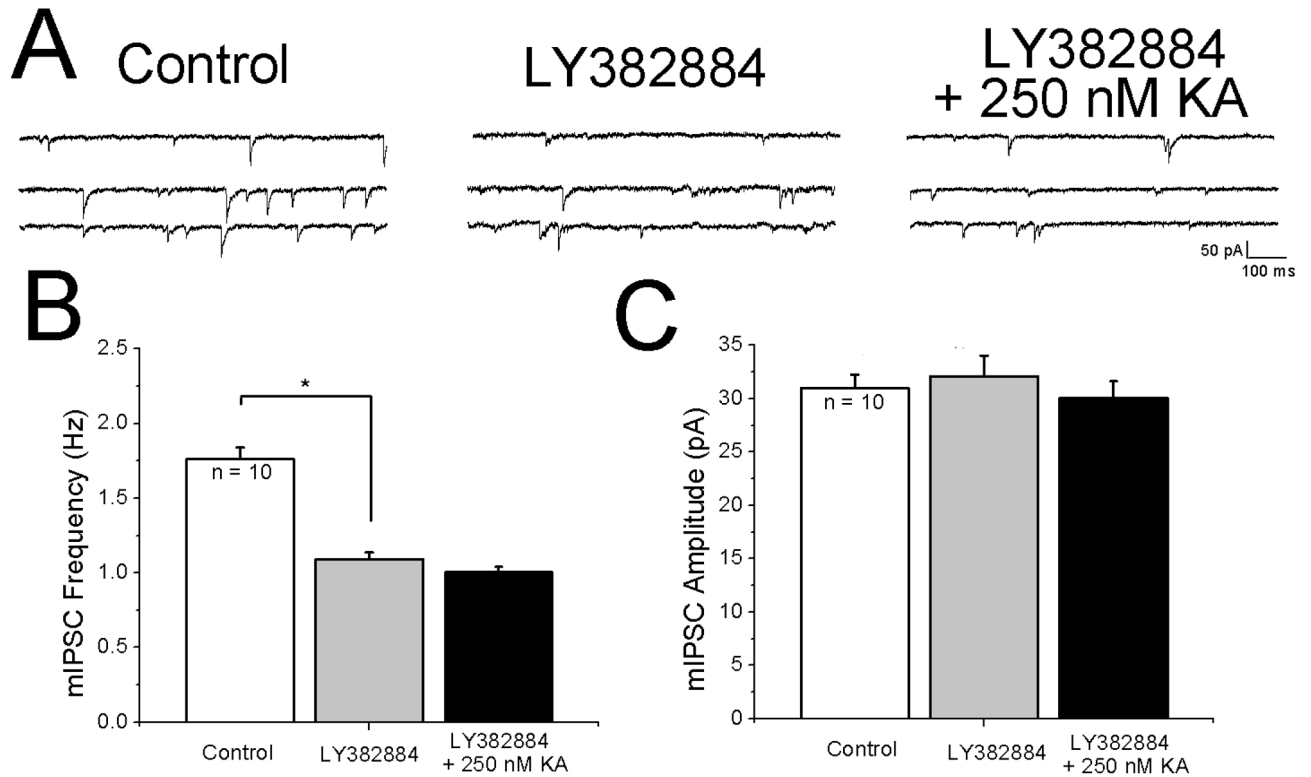 A
Control
LY382884
LY382884
+ 250 nM KA
50 pA
100 ms
B
mIPSC Frequency (Hz)
2.5
2.0
1.5
1.0
0.5
0.0
*
n = 10
Control
LY382884
LY382884
+ 250 nM KA
C
mIPSC Amplitude (pA)
35
30
25
20
15
10
5
0
n = 10
Control
LY382884
LY382884
+ 250 nM KA